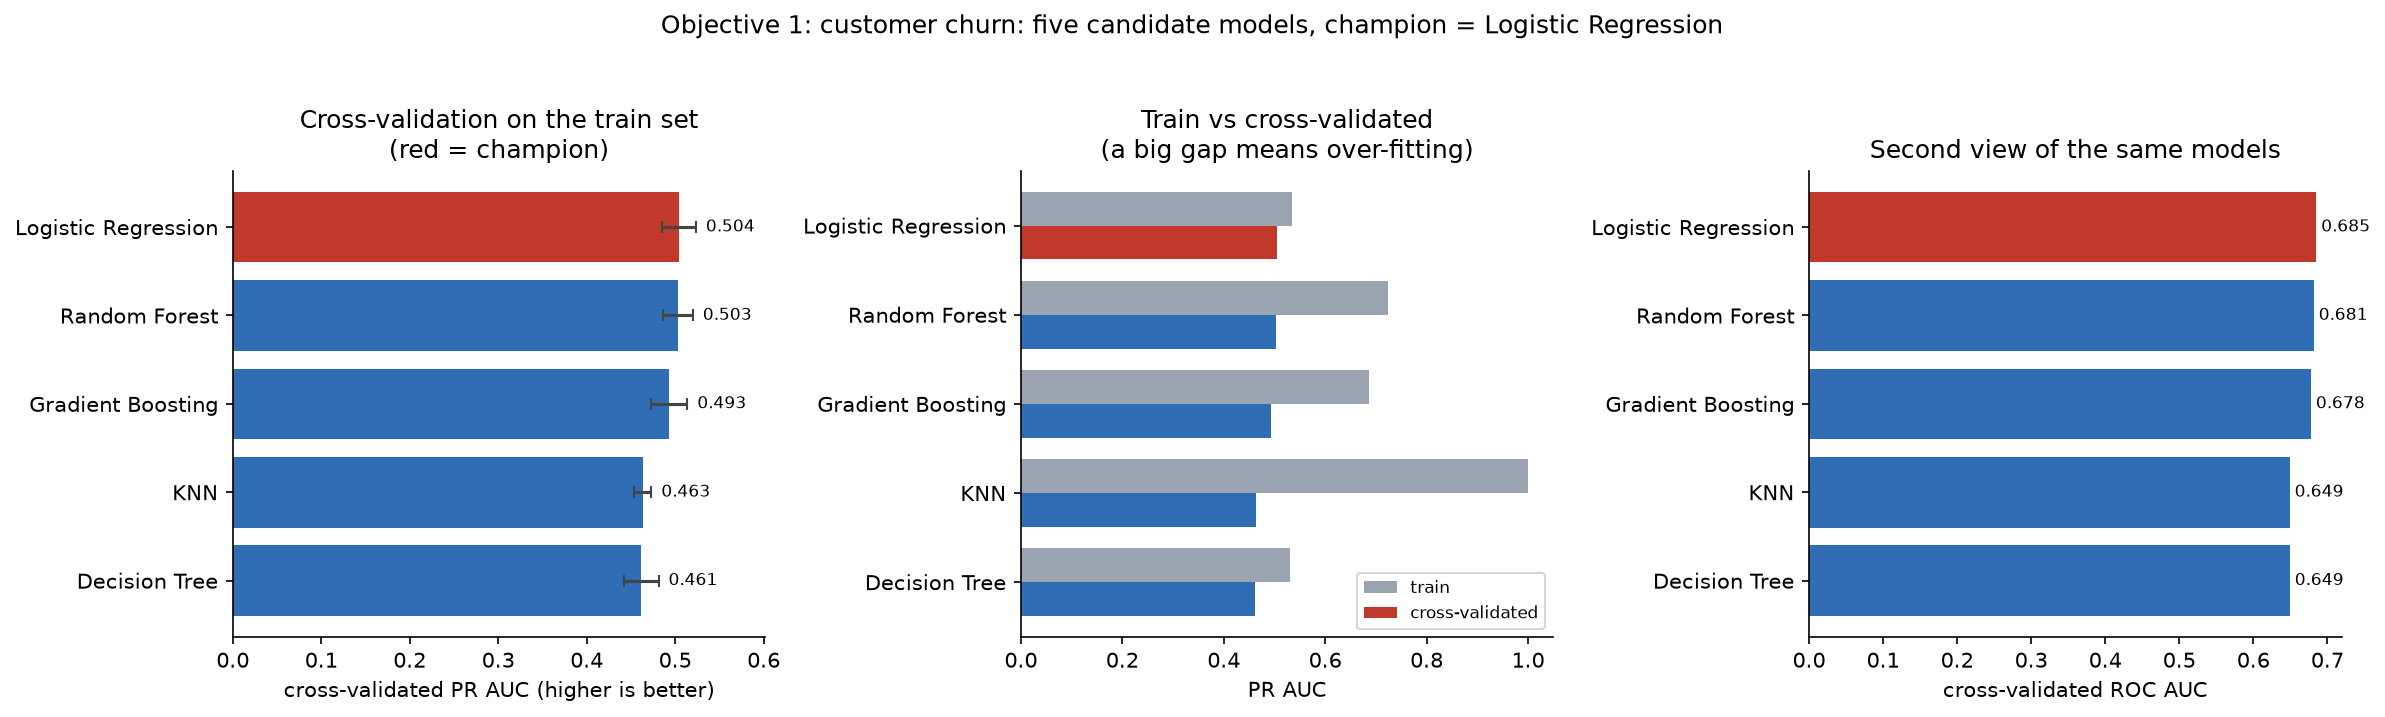 Objective 1: customer churn: five candidate models, champion = Logistic Regression
Cross-validation on the train set
(red = champion)
Logistic Regression
Random Forest
Gradient Boosting
KNN
Decision Tree
0.504
0.503
0.493
0.463
0.461
0.0 0.1 0.2 0.3 0.4 0.5 0.6
cross-validated PR AUC (higher is better)
Train vs cross-validated
(a big gap means over-fitting)
Logistic Regression
Random Forest
Gradient Boosting
KNN
Decision Tree
train
cross-validated
0.0 0.2 0.4 0.6 0.8 1.0
PR AUC
Second view of the same models
Logistic Regression
Random Forest
Gradient Boosting
KNN
Decision Tree
0.685
0.681
0.678
0.649
0.649
0.0 0.1 0.2 0.3 0.4 0.5 0.6 0.7
cross-validated ROC AUC